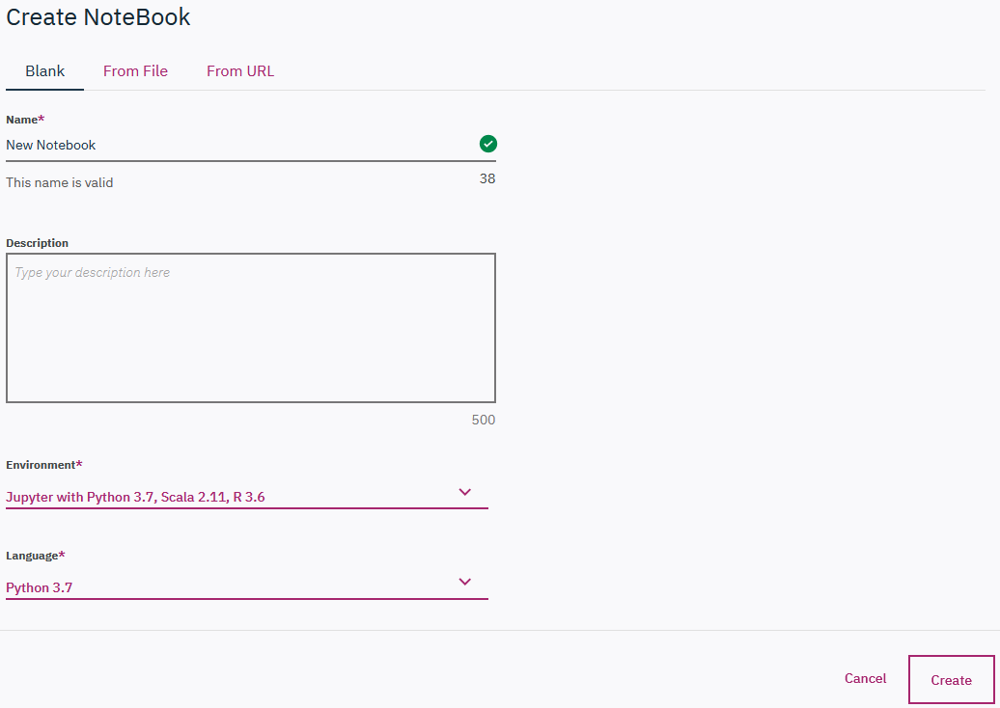 Create NoteBook
Blank From File From URL
Name*
New Notebook
This name is valid 38
Description
Type your description here
500
Environment*
Jupyter with Python 3.7, Scala 2.11, R 3.6
Language*
Python 3.7
Cancel Create